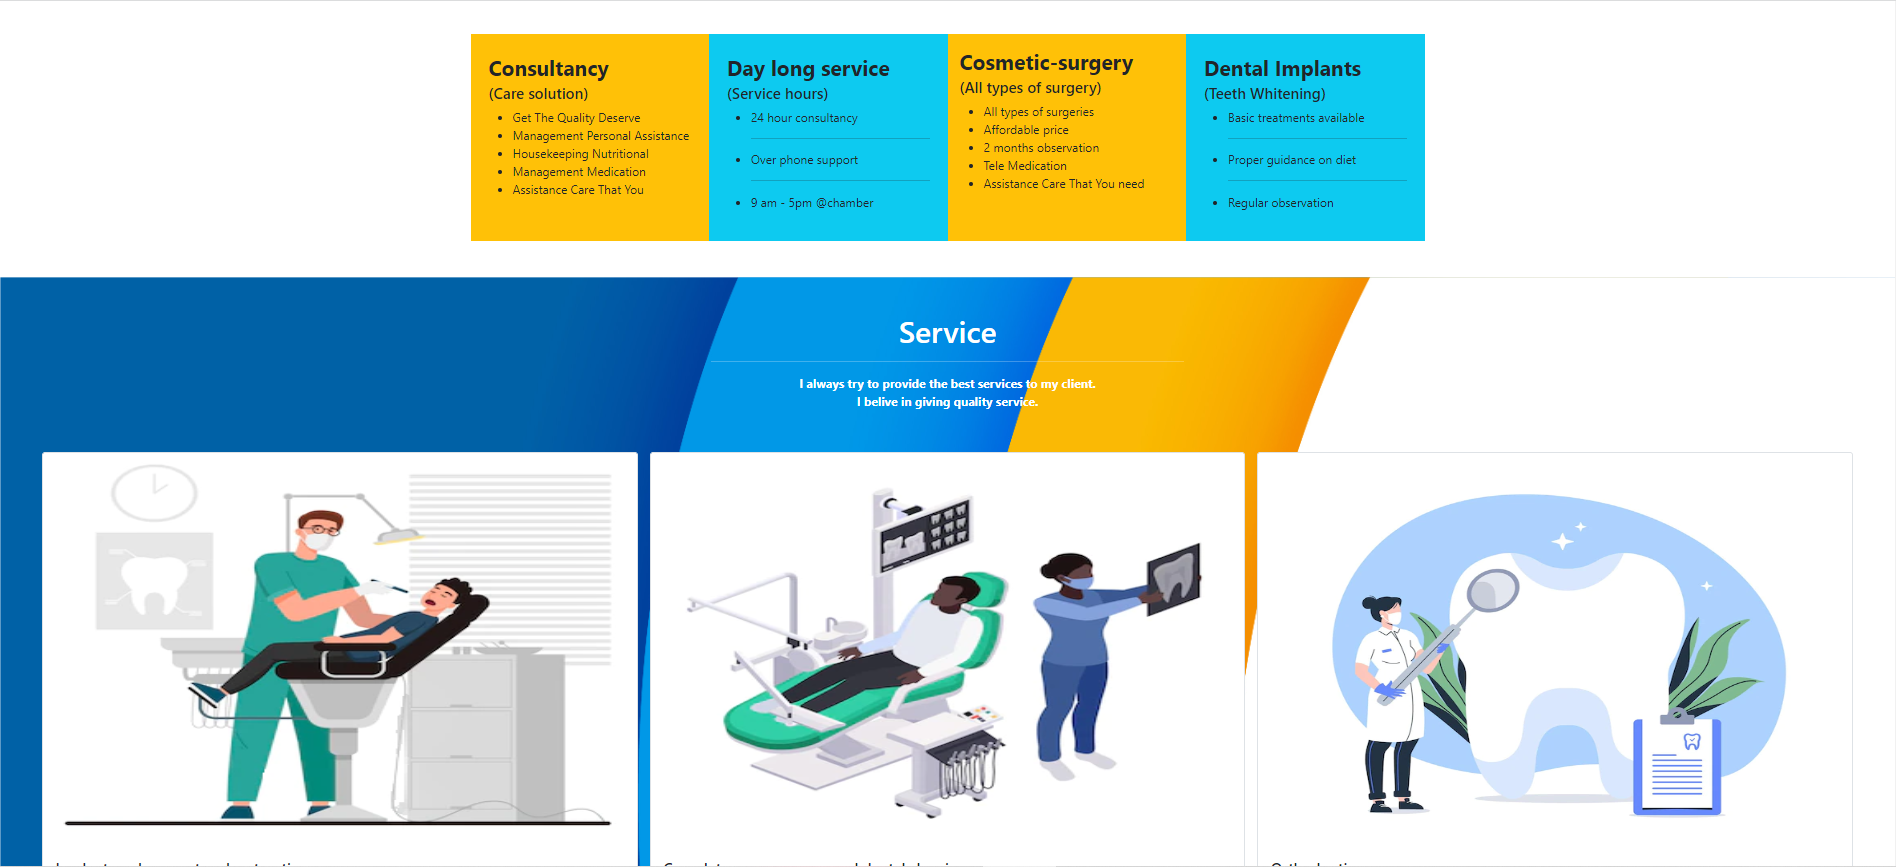 Consultancy
(Care solution)
Get The Quality Deserve
Management Personal Assistance
Housekeeping Nutritional
Management Medication
Assistance Care That You
Day long service
(Service hours)
24 hour consultancy
Over phone support
9 am - 5pm @chamber
Cosmetic-surgery
(All types of surgery)
All types of surgeries
Affordable price
2 months observation
Tele Medication
Assistance Care That You need
Dental Implants
(Teeth Whitening)
Basic treatments available
Proper guidance on diet
Regular observation
Service
I always try to provide the best services to my client.
I belive in giving quality service.